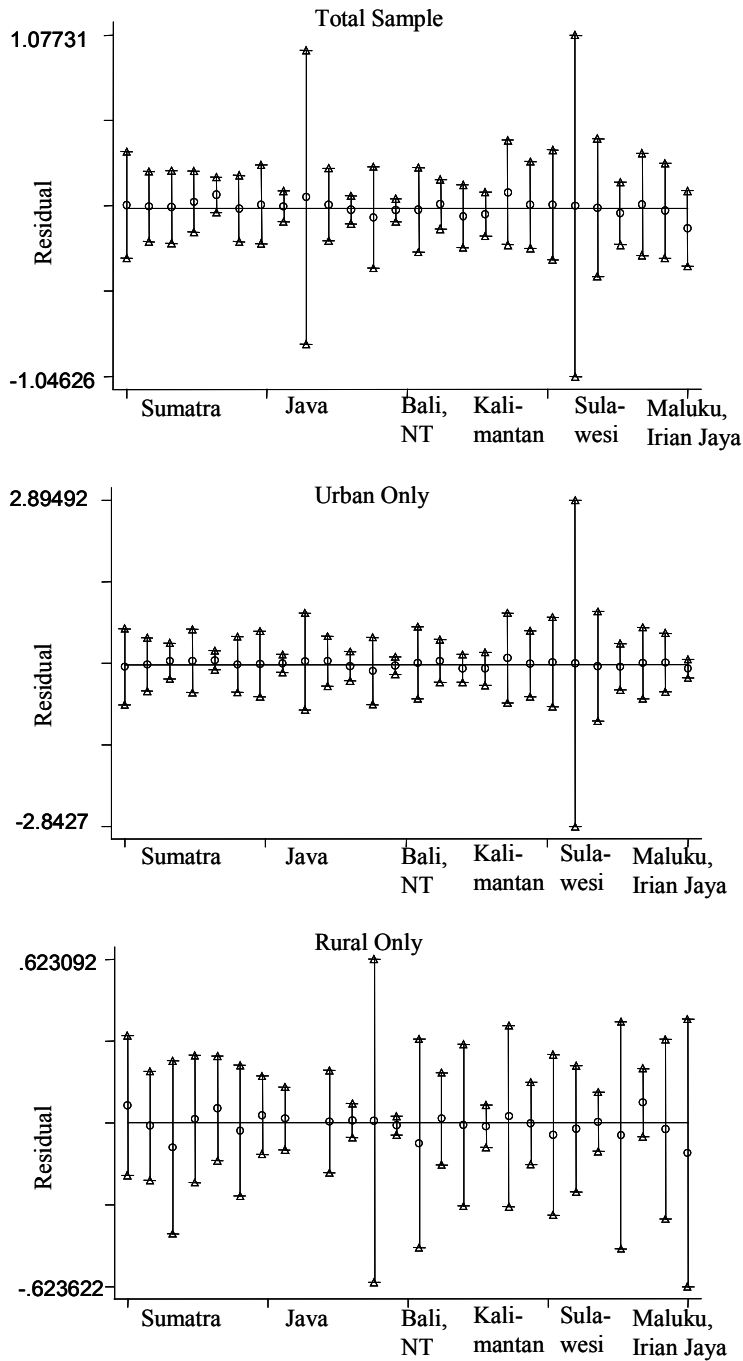 Total Sample
1.07731
Residual
-1.04626
Sumatra Java Bali, Kali- Sula- Maluku,
NT mantan wesi Irian Jaya
Urban Only
2.89492
Residual
-2.8427
Sumatra Java Bali, Kali- Sula- Maluku,
NT mantan wesi Irian Jaya
Rural Only
.623092
Residual
-.623622
Sumatra Java Bali, Kali- Sula- Maluku,
NT mantan wesi Irian Jaya